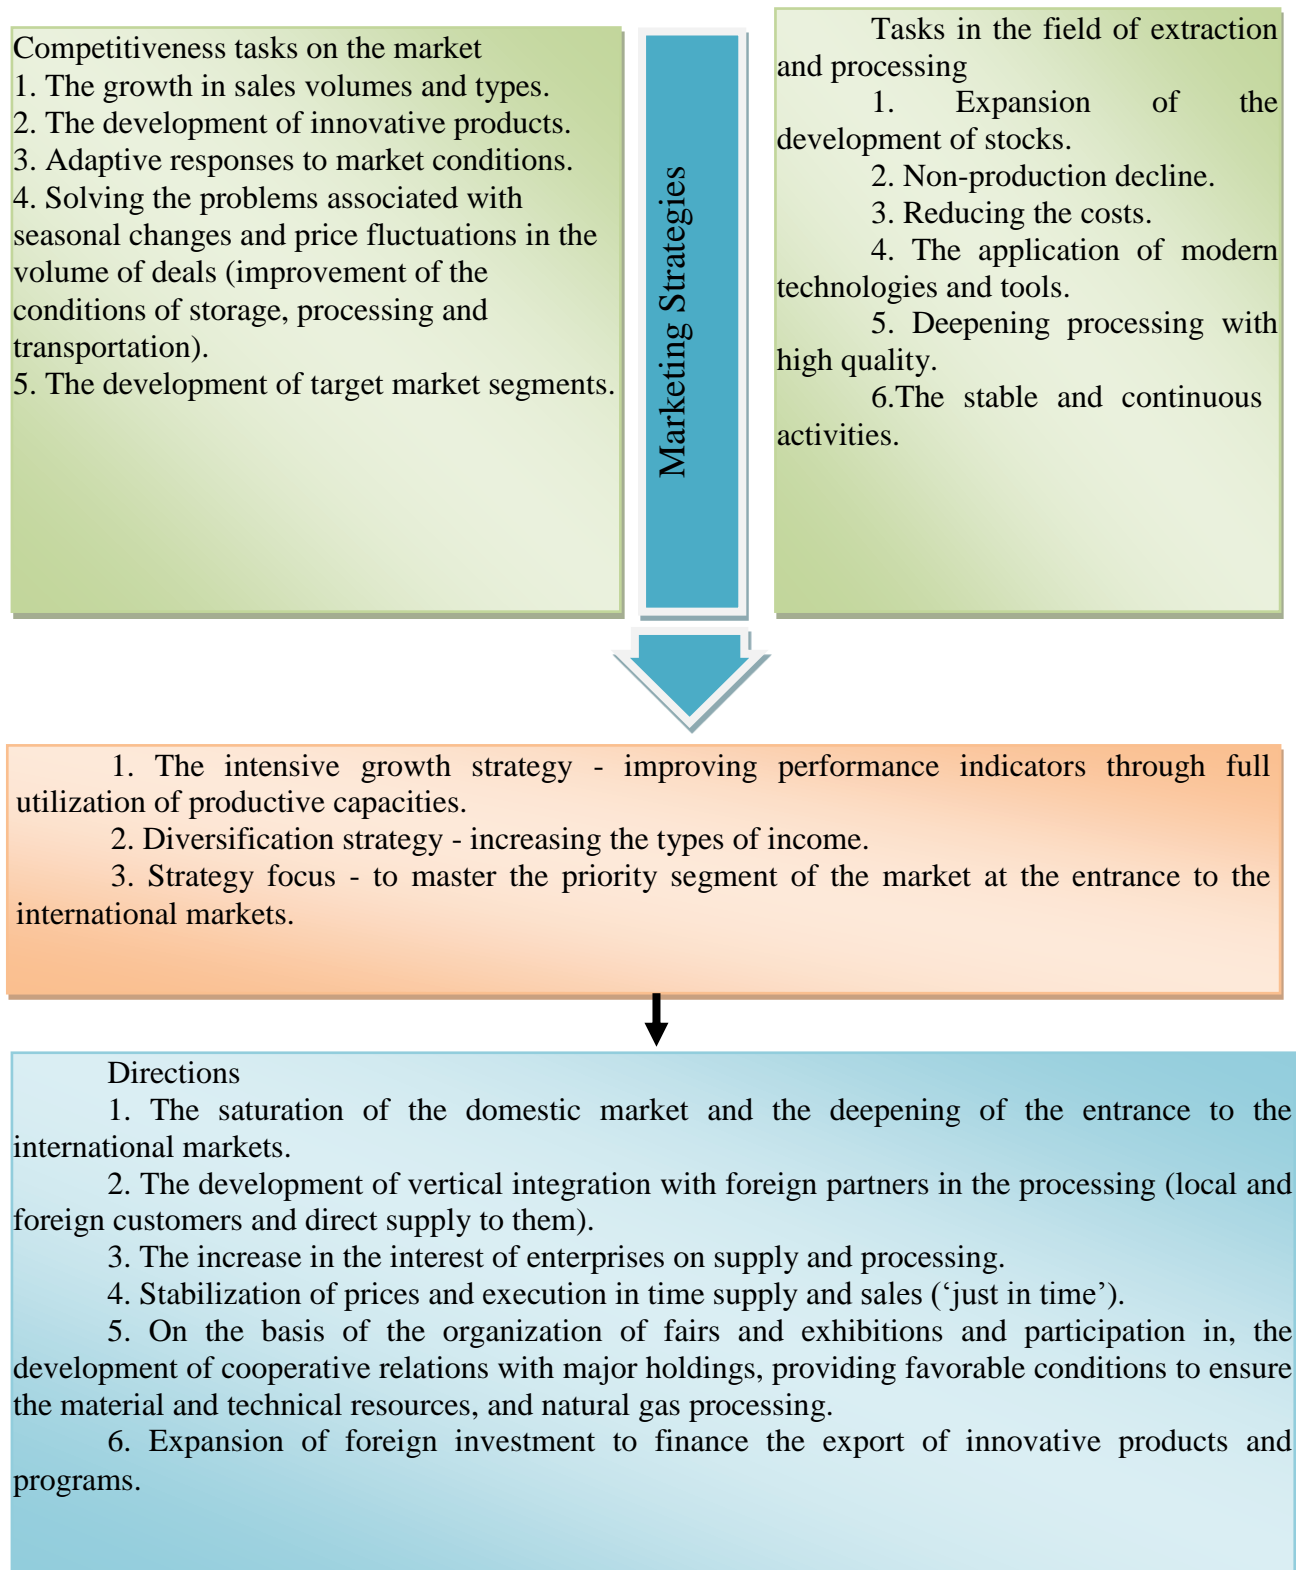 Competitiveness tasks on the market
1. The growth in sales volumes and types.
2. The development of innovative products.
3. Adaptive responses to market conditions.
4. Solving the problems associated with
seasonal changes and price fluctuations in the
volume of deals (improvement of the
conditions of storage, processing and
transportation).
5. The development of target market segments.
Marketing Strategies
Tasks in the field of extraction
and processing
1. Expansion of the
development of stocks.
2. Non-production decline.
3. Reducing the costs.
4. The application of modern
technologies and tools.
5. Deepening processing with
high quality.
6.The stable and continuous
activities.
1. The intensive growth strategy - improving performance indicators through full
utilization of productive capacities.
2. Diversification strategy - increasing the types of income.
3. Strategy focus - to master the priority segment of the market at the entrance to the
international markets.
Directions
1. The saturation of the domestic market and the deepening of the entrance to the
international markets.
2. The development of vertical integration with foreign partners in the processing (local and
foreign customers and direct supply to them).
3. The increase in the interest of enterprises on supply and processing.
4. Stabilization of prices and execution in time supply and sales (‘just in time’).
5. On the basis of the organization of fairs and exhibitions and participation in, the
development of cooperative relations with major holdings, providing favorable conditions to ensure
the material and technical resources, and natural gas processing.
6. Expansion of foreign investment to finance the export of innovative products and
programs.